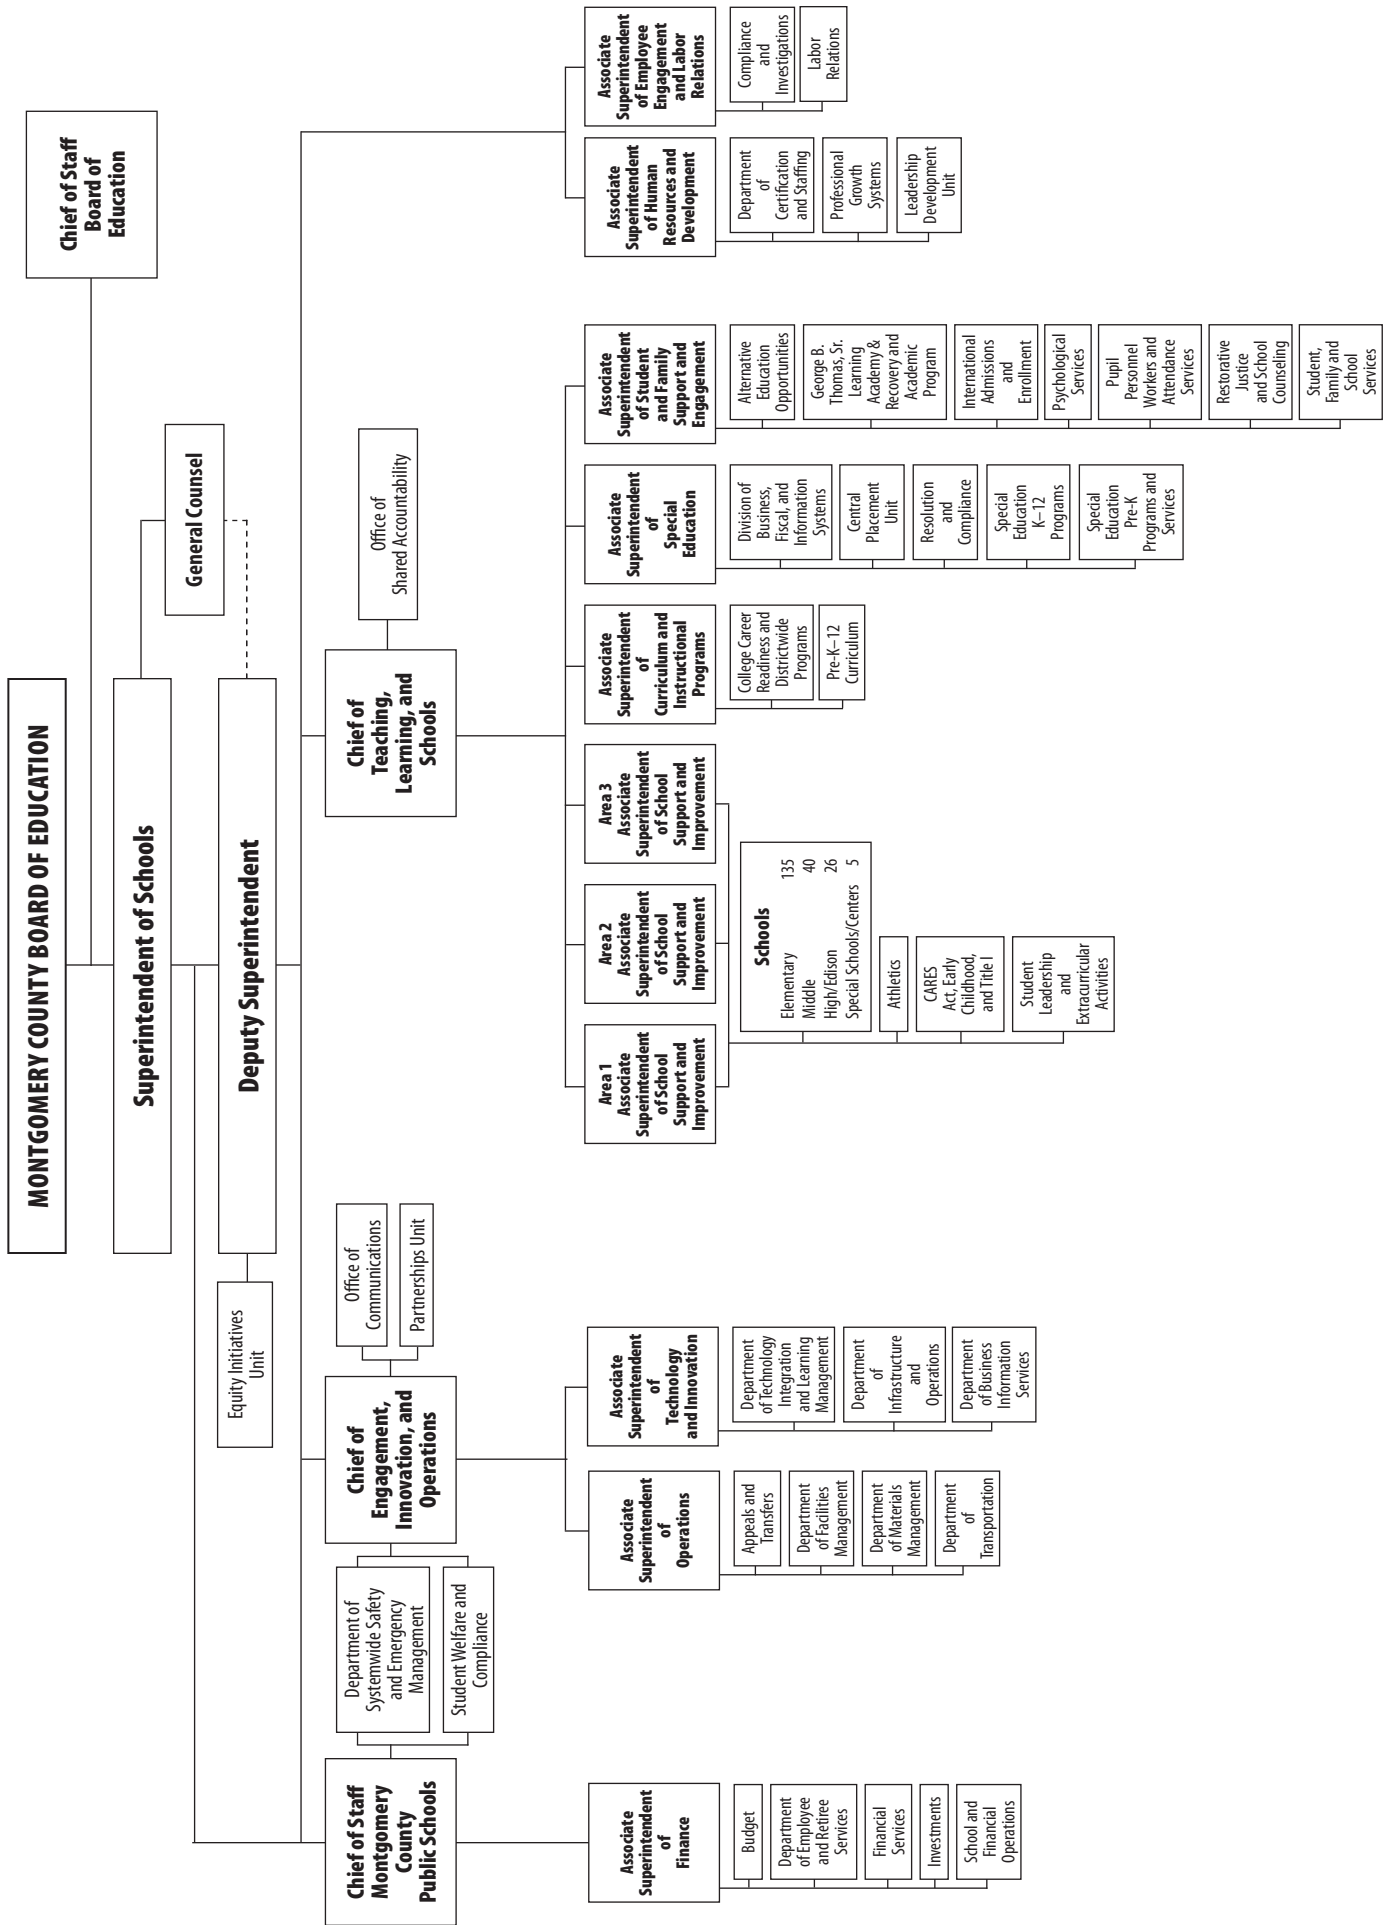 MONTGOMERY COUNTY BOARD OF EDUCATION
Chief of Staff
Board of
Education
Superintendent of Schools
General Counsel
Deputy Superintendent
Equity Initiatives
Unit
Chief of Staff
Montgomery
County
Public Schools
Department of
Systemwide Safety
and Emergency
Management
Student Welfare and
Compliance
Chief of
Engagement,
Innovation, and
Operations
Office of
Communications
Partnerships Unit
Chief of
Teaching,
Learning, and
Schools
Office of
Shared Accountability
Associate
Superintendent
of
Finance
Budget
Department
of Employee
and Retiree
Services
Financial
Services
Investments
School and
Financial
Operations
Associate
Superintendent
of
Operations
Appeals and
Transfers
Department
of Facilities
Management
Department
of Materials
Management
Department
of
Transportation
Associate
Superintendent
of
Technology
and Innovation
Department
of Technology
Integration
and Learning
Management
Department
of
Infrastructure
and
Operations
Department
of Business
Information
Services
Area 1
Associate
Superintendent
of School
Support and
Improvement
Area 2
Associate
Superintendent
of School
Support and
Improvement
Area 3
Associate
Superintendent
of School
Support and
Improvement
Schools
Elementary 135
Middle 40
High/Edison 26
Special Schools/Centers 5
Athletics
CARES
Act, Early
Childhood,
and Title I
Student
Leadership
and
Extracurricular
Activities
Associate
Superintendent
of
Curriculum and
Instructional
Programs
College Career
Readiness and
Districtwide
Programs
Pre-K–12
Curriculum
Associate
Superintendent
of
Special
Education
Division of
Business,
Fiscal, and
Information
Systems
Central
Placement
Unit
Resolution
and
Compliance
Special
Education
K–12
Programs
Special
Education
Pre-K
Programs and
Services
Associate
Superintendent
of Student
and Family
Support and
Engagement
Alternative
Education
Opportunities
George B.
Thomas, Sr.
Learning
Academy &
Recovery and
Academic
Program
International
Admissions
and
Enrollment
Psychological
Services
Pupil
Personnel
Workers and
Attendance
Services
Restorative
Justice
and School
Counseling
Student,
Family and
School
Services
Associate
Superintendent
of Human
Resources and
Development
Department
of
Certification
and Staffing
Professional
Growth
Systems
Leadership
Development
Unit
Associate
Superintendent
of Employee
Engagement
and Labor
Relations
Compliance
and
Investigations
Labor
Relations